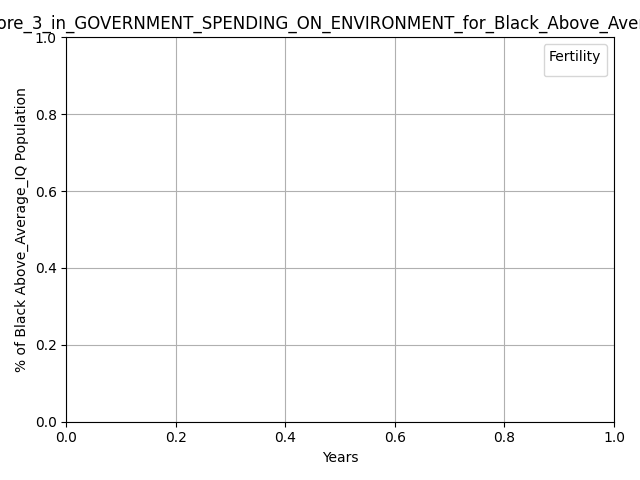 ore_3_in_GOVERNMENT_SPENDING_ON_ENVIRONMENT_for_Black_Above_Aver
Fertility
% of Black Above_Average_IQ Population
1.0
0.8
0.6
0.4
0.2
0.0
0.0 0.2 0.4 0.6 0.8 1.0
Years